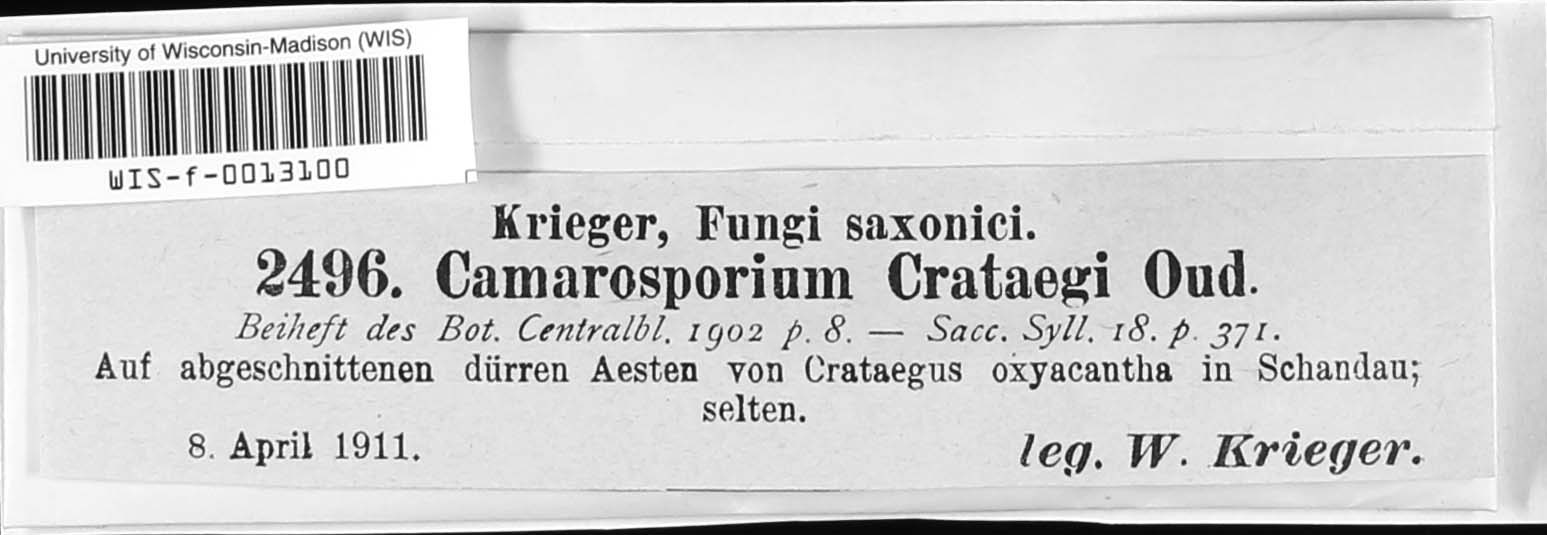 University of Wisconsin-Madison (WIS)
WIS-f-0013100
Krieger, Fungi saxonici.
2496. Camarosporium Crataegi Oud.
Beiheft des Bot. Centralbl. 1902 p. 8. — Sacc. Syll. 18. p. 371.
Auf abgeschnittenen dürren Aesten von Crataegus oxyacantha in Schandau;
selten.
8. April 1911.
leg. W. Krieger.